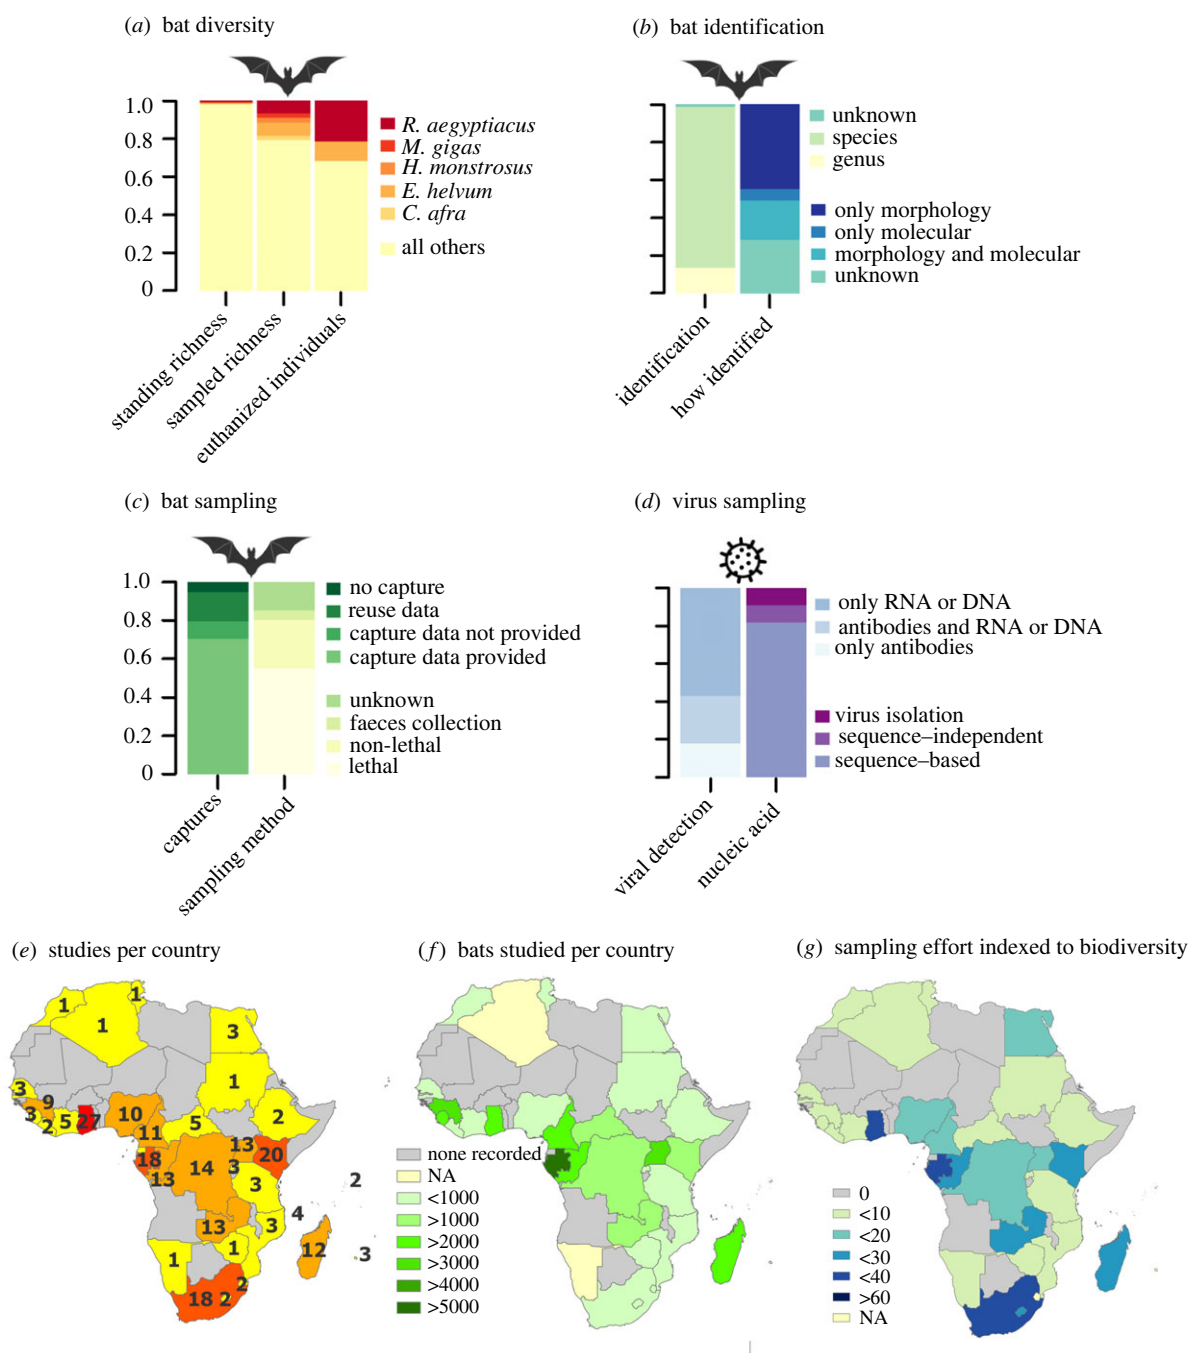 (a) bat diversity
1.0
0.8
0.6
0.4
0.2
0
R. aegyptiacus
M. gigas
H. monstrosus
E. helvum
C. afra
all others
standing richness
sampled richness
euthanized individuals
(b) bat identification
unknown
species
genus
only morphology
only molecular
morphology and molecular
unknown
identification
how identified
(c) bat sampling
1.0
0.8
0.6
0.4
0.2
0
no capture
reuse data
capture data not provided
capture data provided
unknown
faeces collection
non-lethal
lethal
captures
sampling method
(d) virus sampling
only RNA or DNA
antibodies and RNA or DNA
only antibodies
virus isolation
sequence–independent
sequence–based
viral detection
nucleic acid
(e) studies per country
1
1
1
3
1
3
9
3
2
5
27
10
11
5
2
18
13
14
13
3
20
3
2
4
13
3
12
3
1
1
18
2
2
(f) bats studied per country
none recorded
NA
<1000
>1000
>2000
>3000
>4000
>5000
(g) sampling effort indexed to biodiversity
0
<10
<20
<30
<40
>60
NA